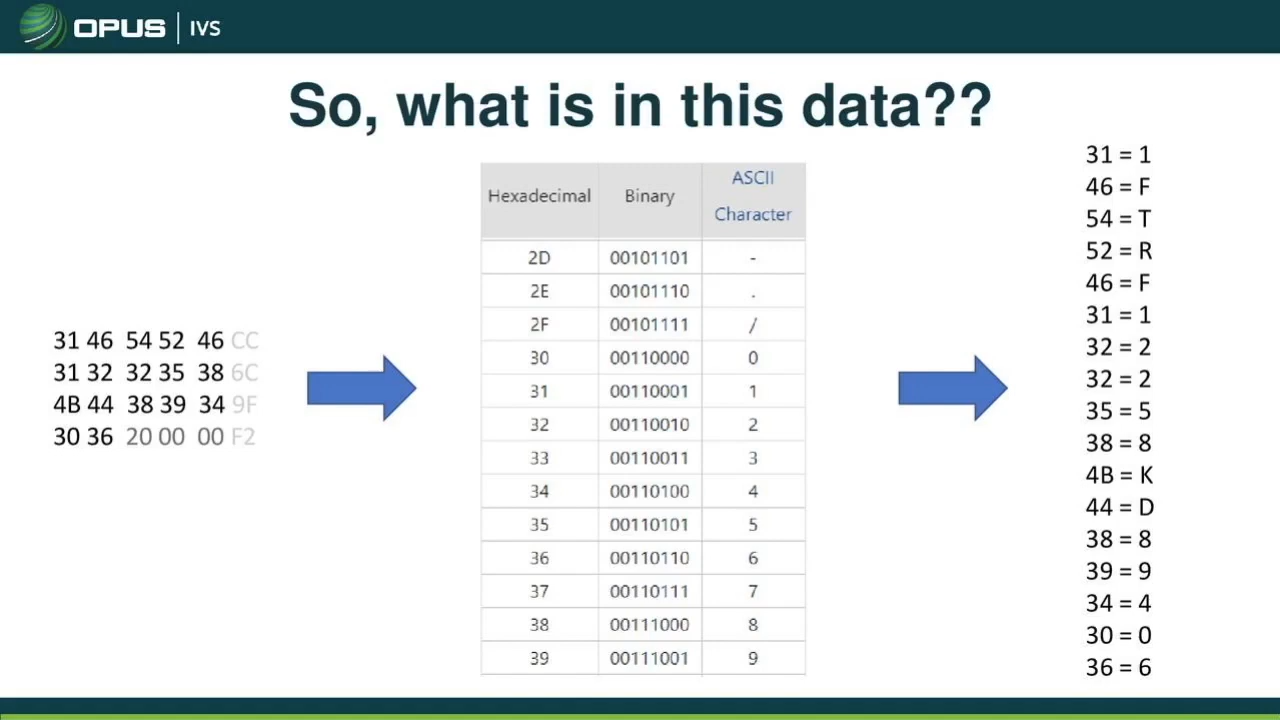 OPUS | IVS
So, what is in this data??
31 46 54 52 46 CC
31 32 32 35 38 6C
4B 44 38 39 34 9F
30 36 20 00 00 F2
Hexadecimal Binary ASCII Character
2D 00101101 -
2E 00101110 .
2F 00101111 /
30 00110000 0
31 00110001 1
32 00110010 2
33 00110011 3
34 00110100 4
35 00110101 5
36 00110110 6
37 00110111 7
38 00111000 8
39 00111001 9
31 = 1
46 = F
54 = T
52 = R
46 = F
31 = 1
32 = 2
32 = 2
35 = 5
38 = 8
4B = K
44 = D
38 = 8
39 = 9
34 = 4
30 = 0
36 = 6